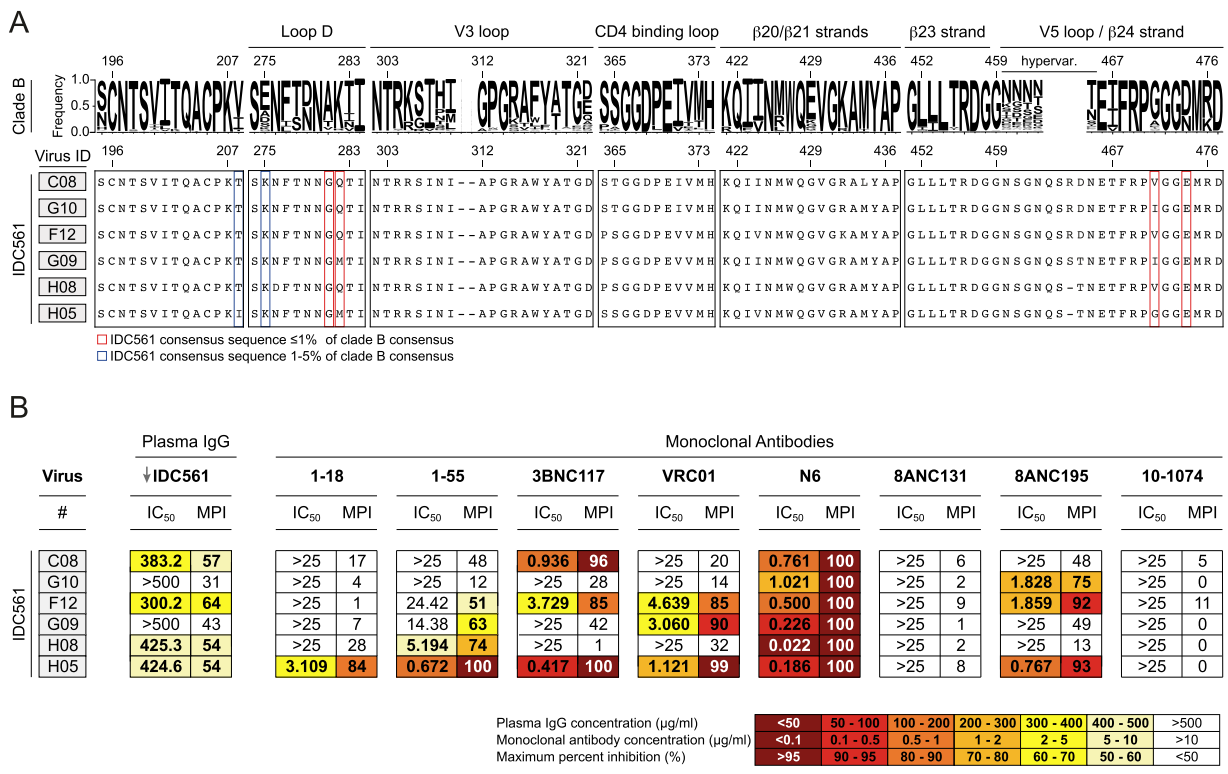 A
Loop D V3 loop CD4 binding loop β20/β21 strands β23 strand V5 loop / β24 strand
hypervar.
196 207 275 283 303 312 321 365 373 422 429 436 452 459 467 476
Clade B
Frequency
1.0
0.5
0.0
Virus ID
196 207 275 283 303 312 321 365 373 422 429 436 452 459 467 476
IDC561
C08 SCNTSVITQACPKT SKNFTNNGQTI NTRRSINI--APGRAWYATGD STGGDPEIVMH KQIINMWQGVGRALYAP GLLLTRDGGNSGNQSRDNETFRPVGGEMRD
G10 SCNTSVITQACPKT SKNFTNNGQTI NTRRSINI--APGRAWYATGD STGGDPEIVMH KQIINMWQGVGRAMYAP GLLLTRDGGNSGNQSRDNETFRPIGGEMRD
F12 SCNTSVITQACPKT SKNFTNNGQTI NTRRSINI--APGRAWYATGD PSGGDPEVVMH KQIVNMWQGVGRAMYAP GLLLTRDGGNSGNQSRDNETFRPVGGEMRD
G09 SCNTSVITQACPKT SKNFTNNGMTI NTRRSINI--APGRAWYATGD PSGGDPEVVMH KQIVNMWQGVGRAMYAP GLLLTRDGGNSGNQSSTNETFRPIGGEMRD
H08 SCNTSVITQACPKT SKDFTNNGQTI NTRRSINI--APGRAWYATGD PSGGDPEVVMH KQIVNMWQGVGRAMYAP GLLLTRDGGNSGNQS-TNETFRPVGGEMRD
H05 SCNTSVITQACPKI SKNFTNNGMTI NTRRSINI--APGRAWYATGD PSGGDPEVVMH KQIVNMWQGVGKAMYAP GLLLTRDGGNSGNQS-TNETFRPGGGEMRD
IDC561 consensus sequence ≤1% of clade B consensus
IDC561 consensus sequence 1-5% of clade B consensus
B
Plasma IgG Monoclonal Antibodies
Virus ↓IDC561 1-18 1-55 3BNC117 VRC01 N6 8ANC131 8ANC195 10-1074
# IC50 MPI IC50 MPI IC50 MPI IC50 MPI IC50 MPI IC50 MPI IC50 MPI IC50 MPI IC50 MPI
IDC561
C08 383.2 57 >25 17 >25 48 0.936 96 >25 20 0.761 100 >25 6 >25 48 >25 5
G10 >500 31 >25 4 >25 12 >25 28 >25 14 1.021 100 >25 2 1.828 75 >25 0
F12 300.2 64 >25 1 24.42 51 3.729 85 4.639 85 0.500 100 >25 9 1.859 92 >25 11
G09 >500 43 >25 7 14.38 63 >25 42 3.060 90 0.226 100 >25 1 >25 49 >25 0
H08 425.3 54 >25 28 5.194 74 >25 1 >25 32 0.022 100 >25 2 >25 13 >25 0
H05 424.6 54 3.109 84 0.672 100 0.417 100 1.121 99 0.186 100 >25 8 0.767 93 >25 0
Plasma IgG concentration (µg/ml) <50 50 - 100 100 - 200 200 - 300 300 - 400 400 - 500 >500
Monoclonal antibody concentration (µg/ml) <0.1 0.1 - 0.5 0.5 - 1 1 - 2 2 - 5 5 - 10 >10
Maximum percent inhibition (%) >95 90 - 95 80 - 90 70 - 80 60 - 70 50 - 60 <50